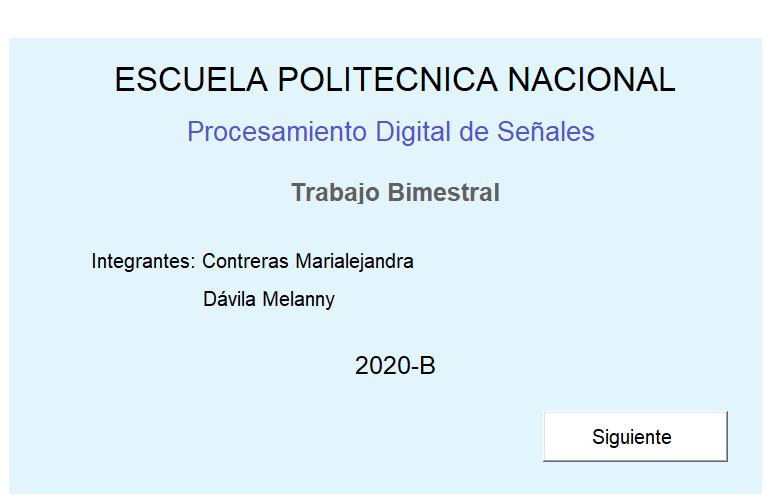 ESCUELA POLITECNICA NACIONAL
Procesamiento Digital de Señales
Trabajo Bimestral
Integrantes: Contreras Marialejandra
Dávila Melanny
2020-B
Siguiente